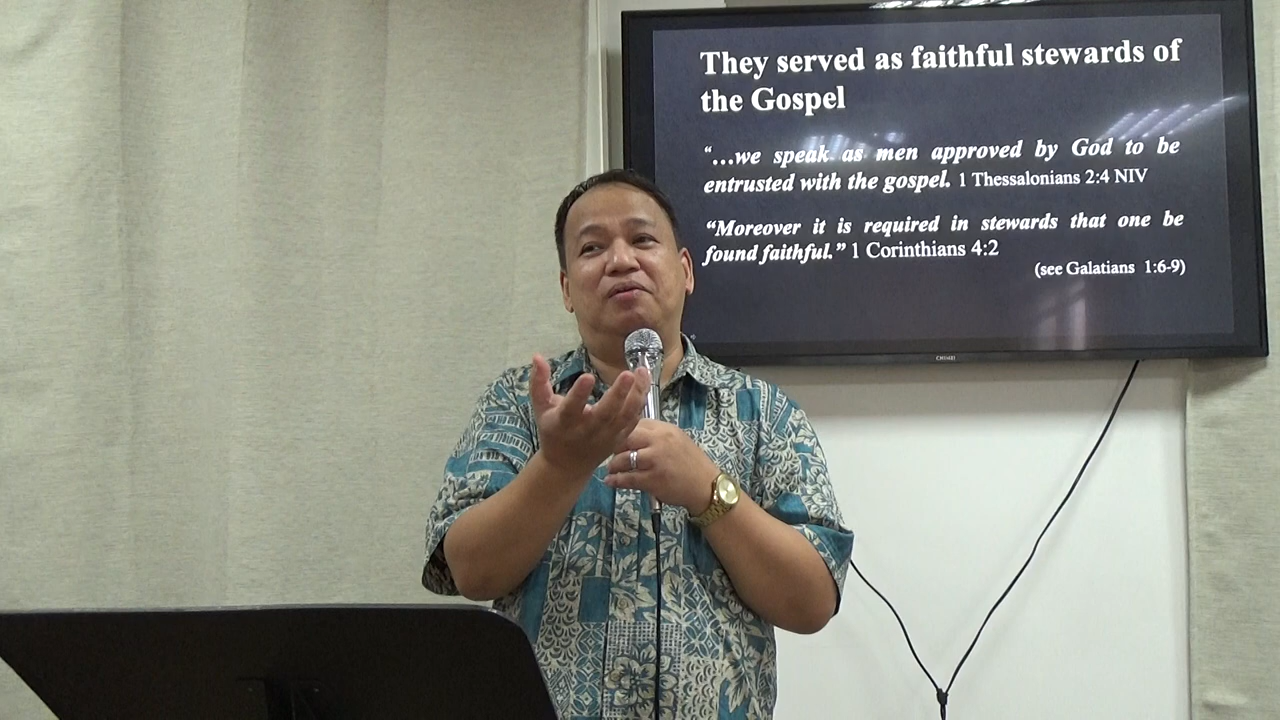 They served as faithful stewards of
the Gospel
“…we speak as men approved by God to be
entrusted with the gospel. 1 Thessalonians 2:4 NIV
“Moreover it is required in stewards that one be
found faithful.” 1 Corinthians 4:2
(see Galatians 1:6-9)
CHIMEI